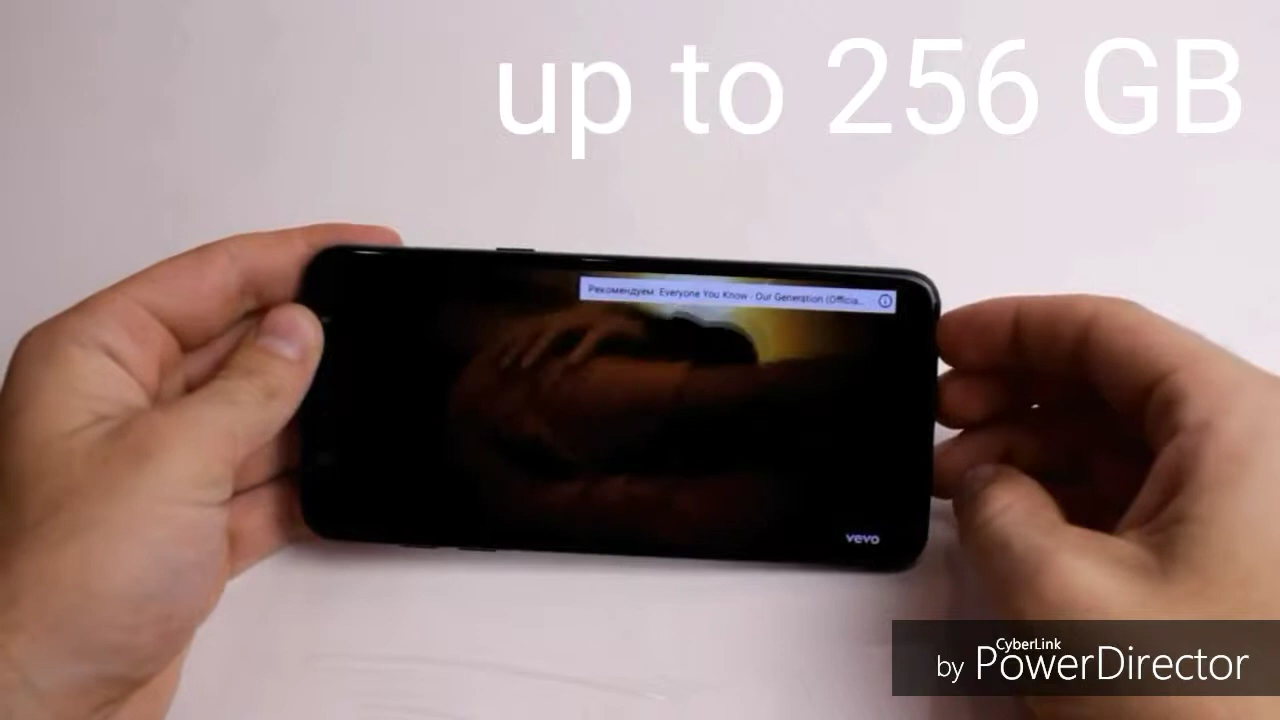 up to 256 GB
Рекомендуем: Everyone You Know - Our Generation (Officia...
vevo
CyberLink
by PowerDirector